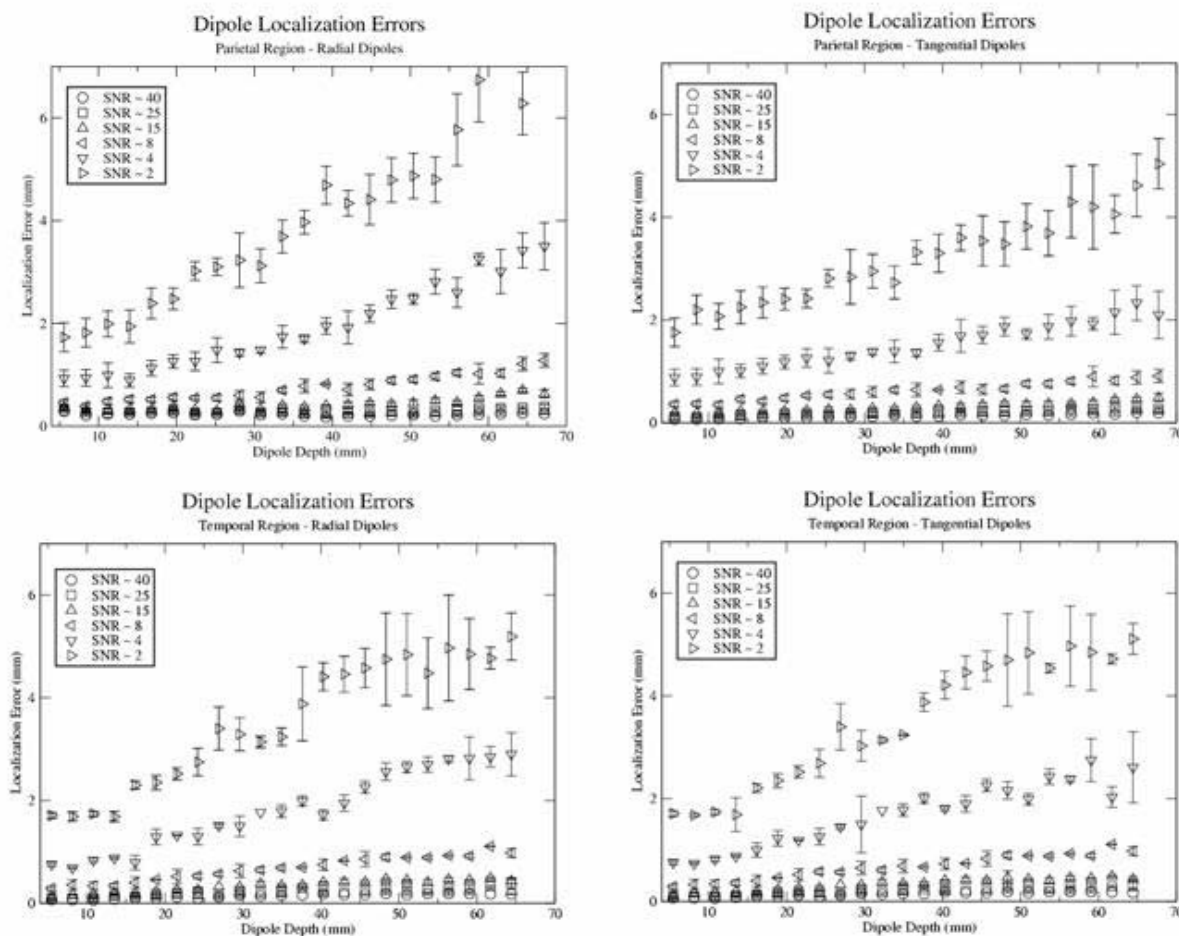 Dipole Localization Errors
Parietal Region - Radial Dipoles
SNR ~ 40
SNR ~ 25
SNR ~ 15
SNR ~ 8
SNR ~ 4
SNR ~ 2
6
4
2
0
Localization Error (mm)
10 20 30 40 50 60 70
Dipole Depth (mm)
Dipole Localization Errors
Parietal Region - Tangential Dipoles
SNR ~ 40
SNR ~ 25
SNR ~ 15
SNR ~ 8
SNR ~ 4
SNR ~ 2
6
4
2
0
Localization Error (mm)
10 20 30 40 50 60 70
Dipole Depth (mm)
Dipole Localization Errors
Temporal Region - Radial Dipoles
SNR ~ 40
SNR ~ 25
SNR ~ 15
SNR ~ 8
SNR ~ 4
SNR ~ 2
6
4
2
0
Localization Error (mm)
10 20 30 40 50 60 70
Dipole Depth (mm)
Dipole Localization Errors
Temporal Region - Tangential Dipoles
SNR ~ 40
SNR ~ 25
SNR ~ 15
SNR ~ 8
SNR ~ 4
SNR ~ 2
6
4
2
0
Localization Error (mm)
10 20 30 40 50 60 70
Dipole Depth (mm)